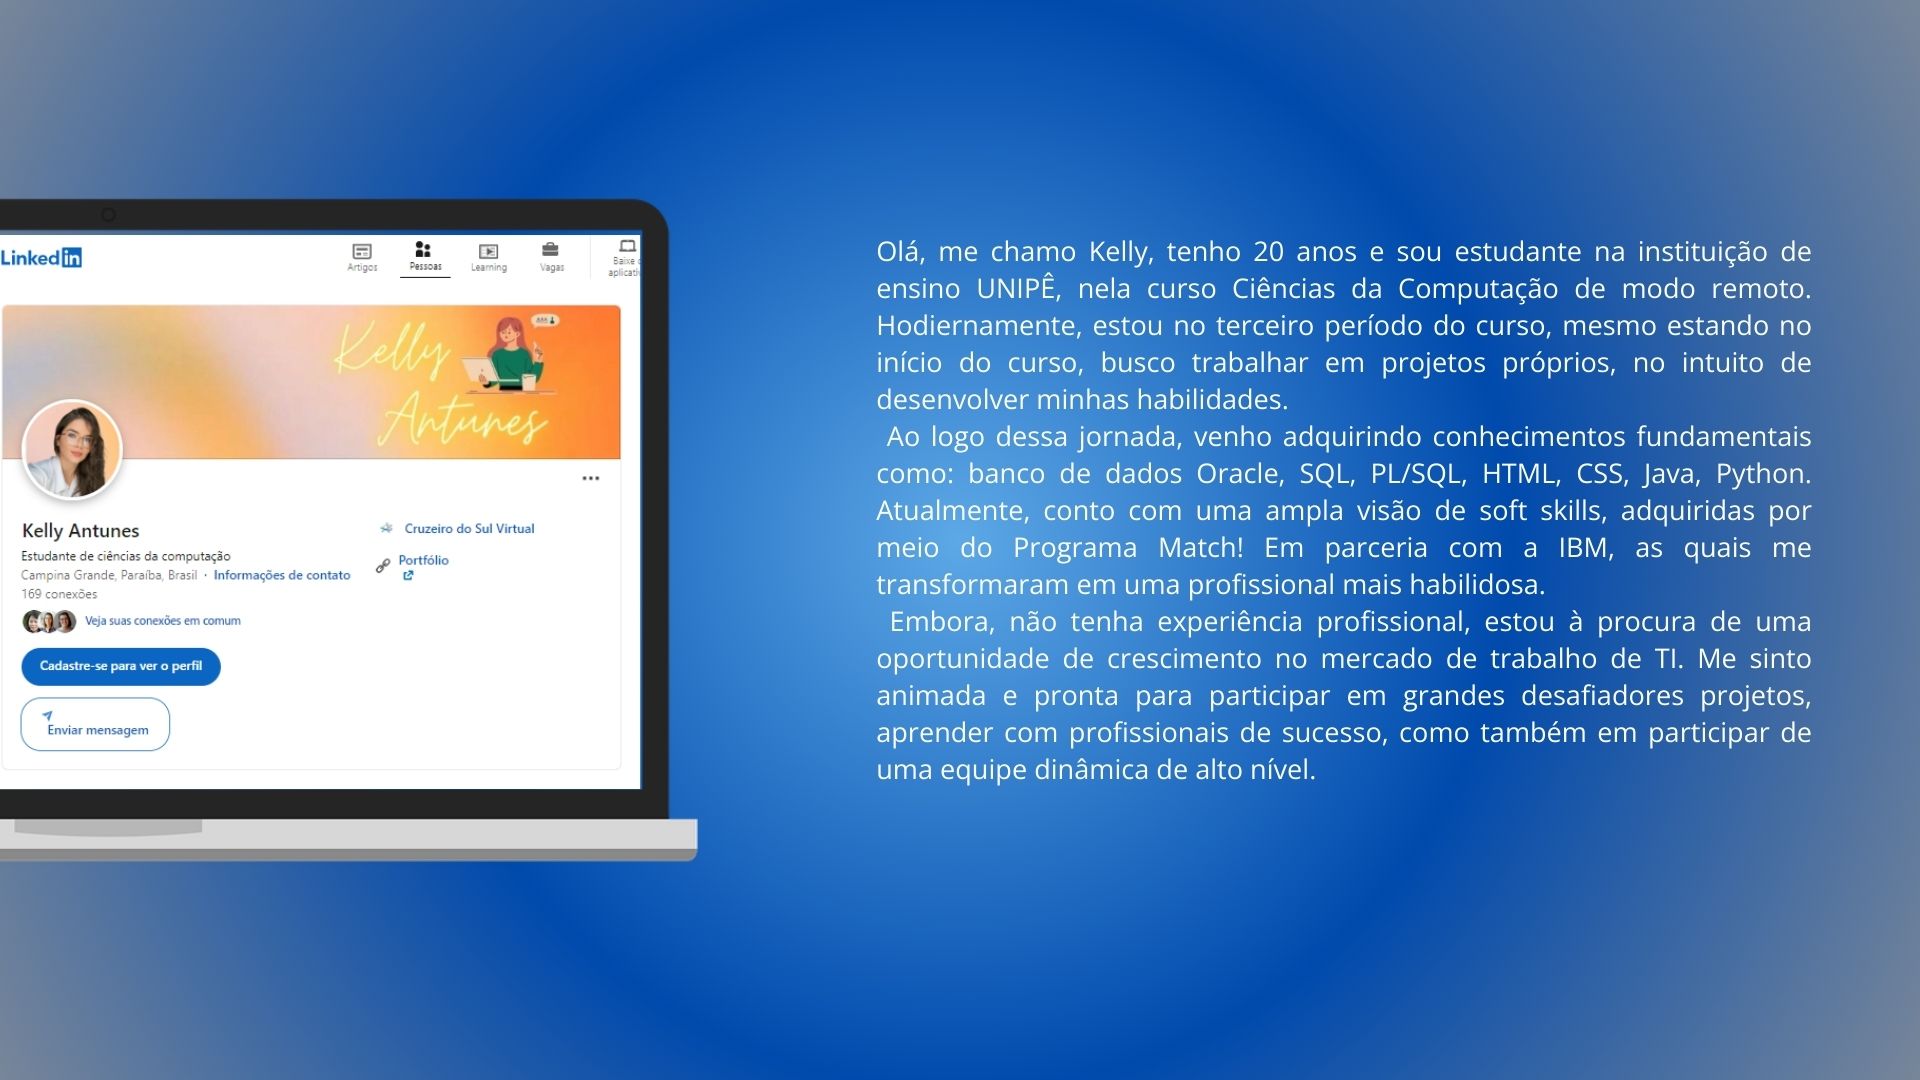 Linked in
Artigos
Pessoas
Learning
Vagas
Baixe
Kelly
Antunes
Kelly Antunes
Estudante de ciências da computação
Campina Grande, Paraíba, Brasil · Informações de contato
169 conexões
Veja suas conexões em comum
Cadastre-se para ver o perfil
Enviar mensagem
Cruzeiro do Sul Virtual
Portfólio
Olá, me chamo Kelly, tenho 20 anos e sou estudante na instituição de
ensino UNIPÊ, nela curso Ciências da Computação de modo remoto.
Hodiernamente, estou no terceiro período do curso, mesmo estando no
início do curso, busco trabalhar em projetos próprios, no intuito de
desenvolver minhas habilidades.
Ao logo dessa jornada, venho adquirindo conhecimentos fundamentais
como: banco de dados Oracle, SQL, PL/SQL, HTML, CSS, Java, Python.
Atualmente, conto com uma ampla visão de soft skills, adquiridas por
meio do Programa Match! Em parceria com a IBM, as quais me
transformaram em uma profissional mais habilidosa.
Embora, não tenha experiência profissional, estou à procura de uma
oportunidade de crescimento no mercado de trabalho de TI. Me sinto
animada e pronta para participar em grandes desafiadores projetos,
aprender com profissionais de sucesso, como também em participar de
uma equipe dinâmica de alto nível.